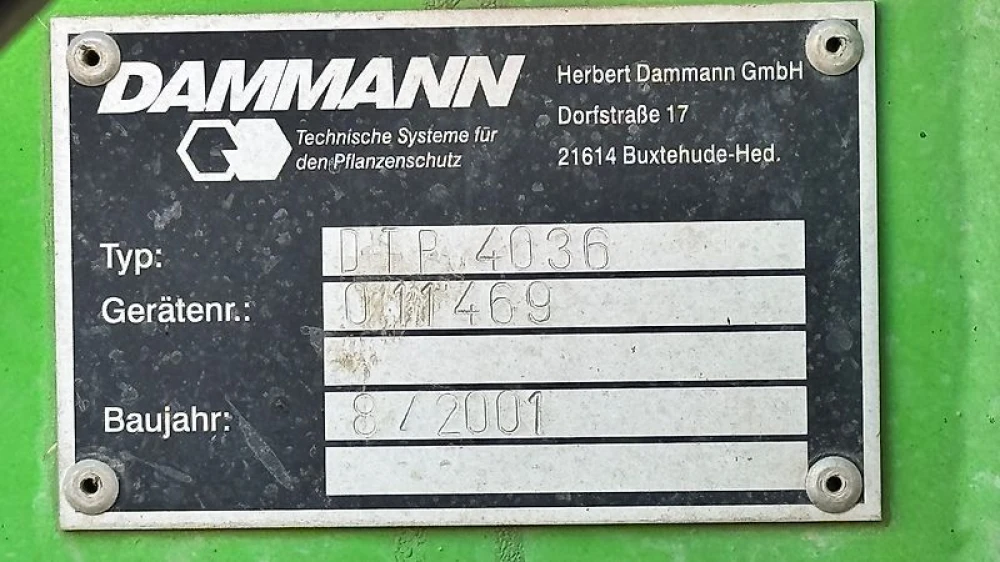 DAMMANN
Technische Systeme für
den Pflanzenschutz
Herbert Dammann GmbH
Dorfstraße 17
21614 Buxtehude-Hed.
Typ: DTP 4036
Gerätenr.: 011469
Baujahr: 8/2001